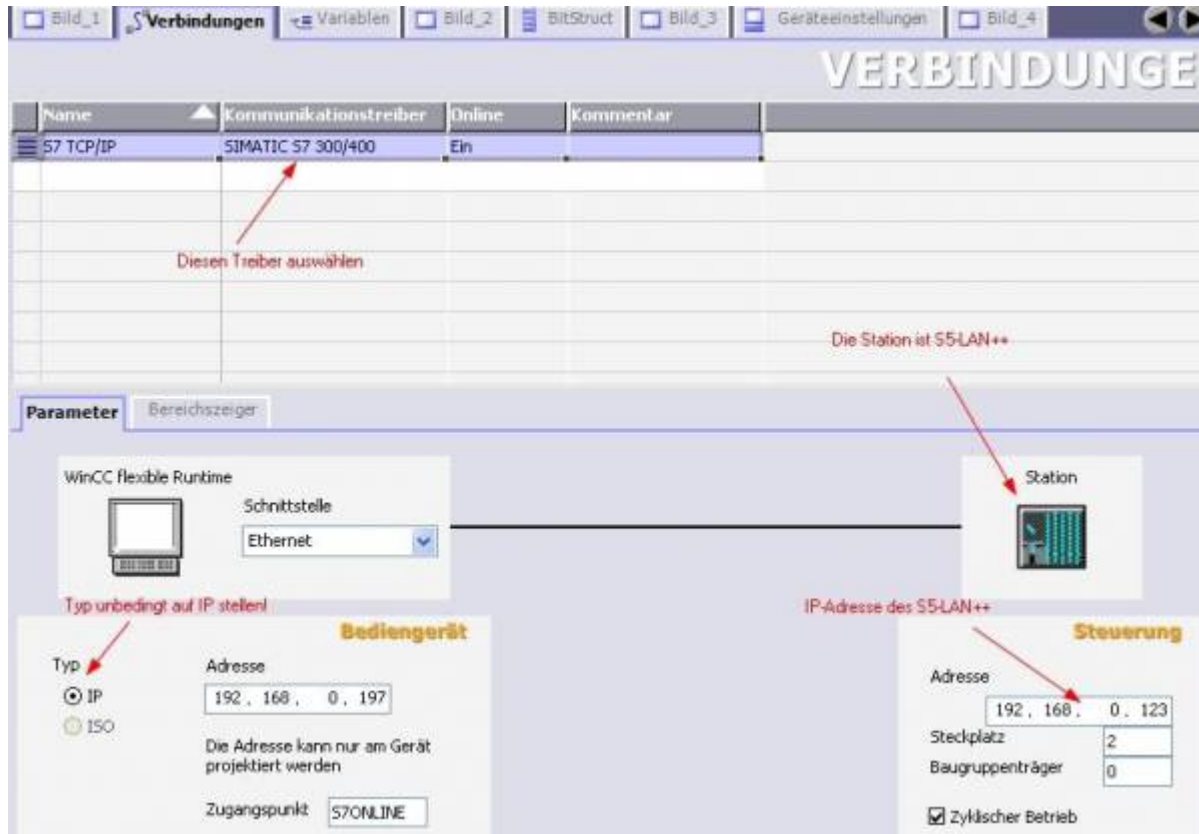 Bild_1 Verbindungen Variablen Bild_2 BitStruct Bild_3 Geräteeinstellungen Bild_4
VERBINDUNGE
Name Kommunikationstreiber Online Kommentar
S7 TCP/IP SIMATIC S7 300/400 Ein
Diesen Treiber auswählen
Die Station ist S5-LAN++
Parameter Bereichszeiger
WinCC flexible Runtime
Station
Schnittstelle
Ethernet
Typ unbedingt auf IP stellen!
IP-Adresse des S5-LAN++
Bediengerät
Steuerung
Typ
Adresse
IP
192 . 168 . 0 . 197
ISO
Die Adresse kann nur am Gerät
projektiert werden
Zugangspunkt S7ONLINE
Adresse
192 . 168 . 0 . 123
Steckplatz 2
Baugruppenträger 0
Zyklischer Betrieb